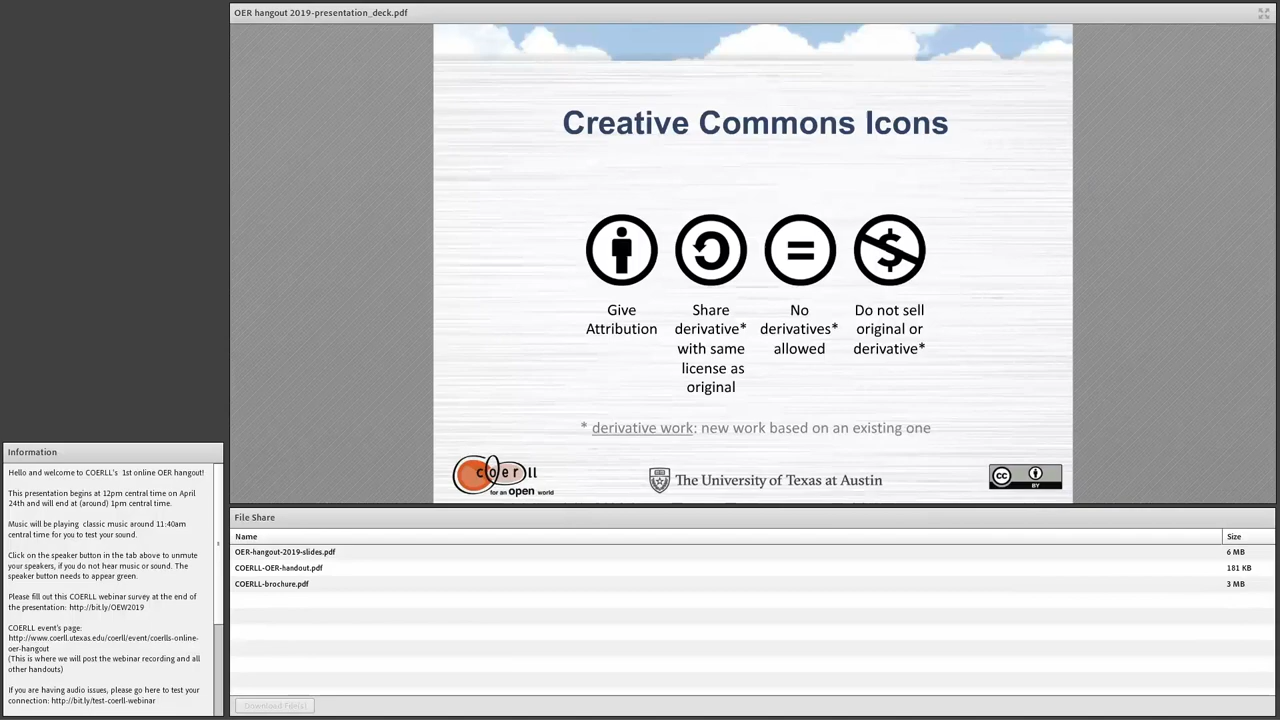 OER hangout 2019-presentation_deck.pdf
Creative Commons Icons
Give
Attribution
Share
derivative*
with same
license as
original
No
derivatives*
allowed
Do not sell
original or
derivative*
* derivative work: new work based on an existing one
coerll
for an open world
The University of Texas at Austin
cc
BY
Information
Hello and welcome to COERLL's 1st online OER hangout!
This presentation begins at 12pm central time on April
24th and will end at (around) 1pm central time.
Music will be playing classic music around 11:40am
central time for you to test your sound.
Click on the speaker button in the tab above to unmute
your speakers, if you do not hear music or sound. The
speaker button needs to appear green.
Please fill out this COERLL webinar survey at the end of
the presentation: http://bit.ly/OEW2019
COERLL event's page:
http://www.coerll.utexas.edu/coerll/event/coerlls-online-
oer-hangout
(This is where we will post the webinar recording and all
other handouts)
If you are having audio issues, please go here to test your
connection: http://bit.ly/test-coerll-webinar
File Share
Name Size
OER-hangout-2019-slides.pdf 6 MB
COERLL-OER-handout.pdf 181 KB
COERLL-brochure.pdf 3 MB
Download File(s)